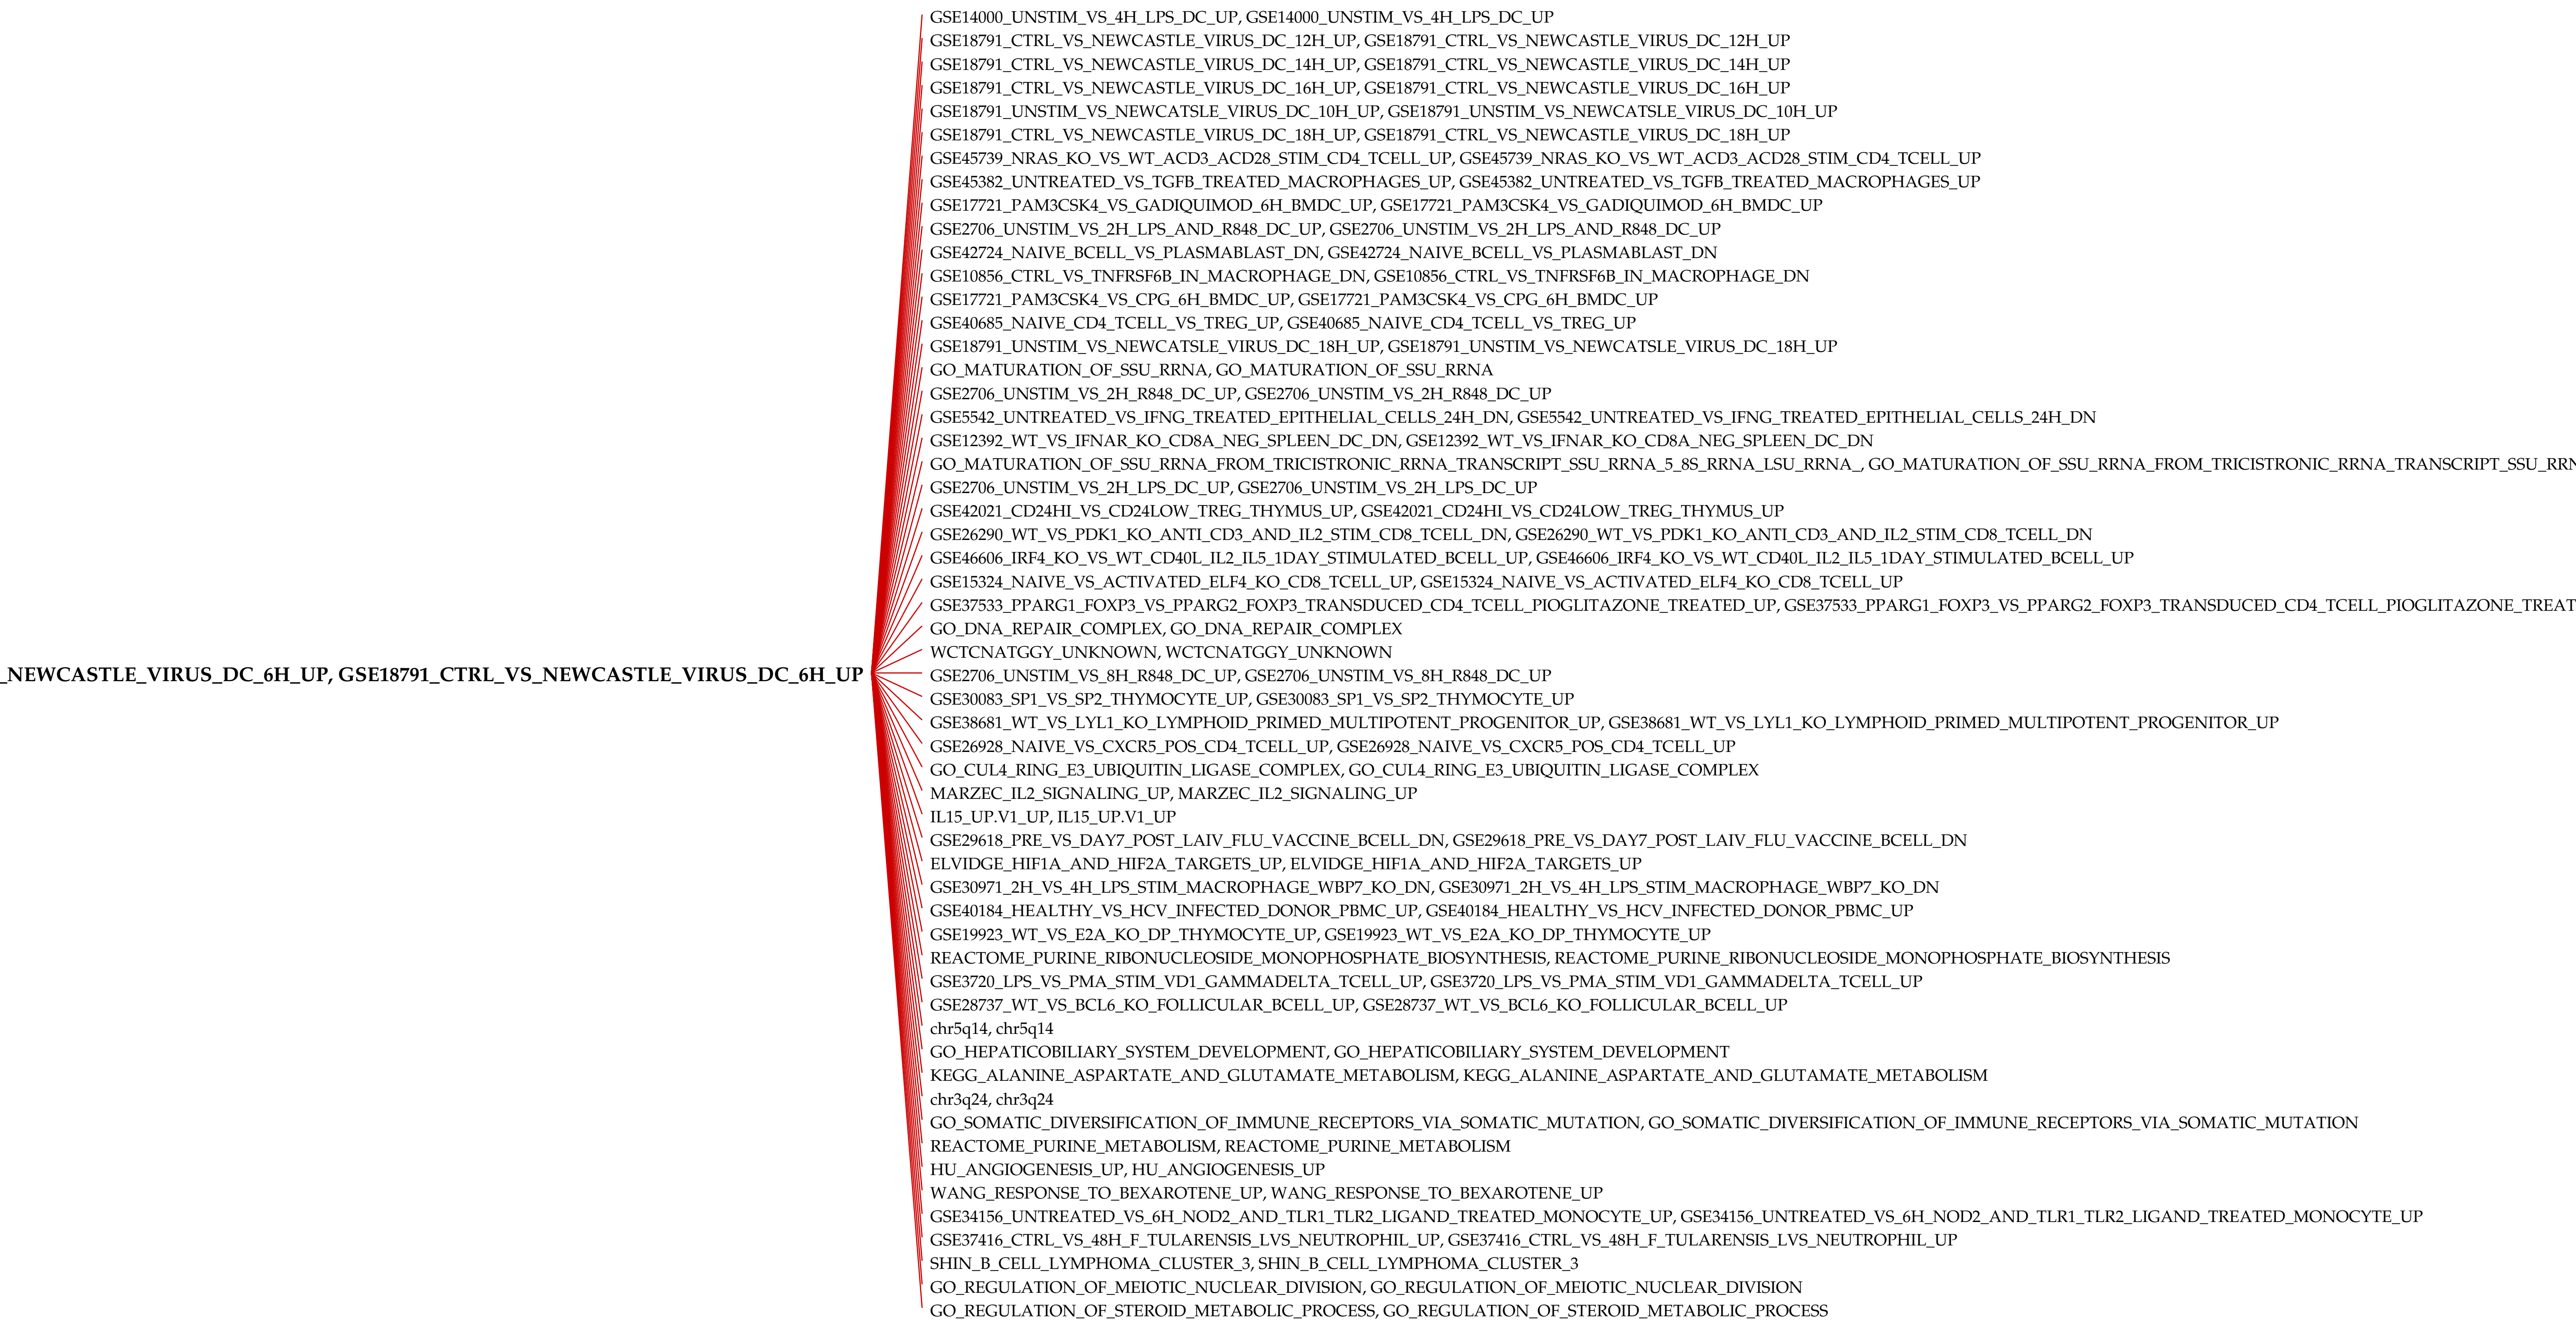 GSE14000_UNSTIM_VS_4H_LPS_DC_UP, GSE14000_UNSTIM_VS_4H_LPS_DC_UP
GSE18791_CTRL_VS_NEWCASTLE_VIRUS_DC_12H_UP, GSE18791_CTRL_VS_NEWCASTLE_VIRUS_DC_12H_UP
GSE18791_CTRL_VS_NEWCASTLE_VIRUS_DC_14H_UP, GSE18791_CTRL_VS_NEWCASTLE_VIRUS_DC_14H_UP
GSE18791_CTRL_VS_NEWCASTLE_VIRUS_DC_16H_UP, GSE18791_CTRL_VS_NEWCASTLE_VIRUS_DC_16H_UP
GSE18791_UNSTIM_VS_NEWCATSLE_VIRUS_DC_10H_UP, GSE18791_UNSTIM_VS_NEWCATSLE_VIRUS_DC_10H_UP
GSE18791_CTRL_VS_NEWCASTLE_VIRUS_DC_18H_UP, GSE18791_CTRL_VS_NEWCASTLE_VIRUS_DC_18H_UP
GSE45739_NRAS_KO_VS_WT_ACD3_ACD28_STIM_CD4_TCELL_UP, GSE45739_NRAS_KO_VS_WT_ACD3_ACD28_STIM_CD4_TCELL_UP
GSE45382_UNTREATED_VS_TGFB_TREATED_MACROPHAGES_UP, GSE45382_UNTREATED_VS_TGFB_TREATED_MACROPHAGES_UP
GSE17721_PAM3CSK4_VS_GADIQUIMOD_6H_BMDC_UP, GSE17721_PAM3CSK4_VS_GADIQUIMOD_6H_BMDC_UP
GSE2706_UNSTIM_VS_2H_LPS_AND_R848_DC_UP, GSE2706_UNSTIM_VS_2H_LPS_AND_R848_DC_UP
GSE42724_NAIVE_BCELL_VS_PLASMABLAST_DN, GSE42724_NAIVE_BCELL_VS_PLASMABLAST_DN
GSE10856_CTRL_VS_TNFRSF6B_IN_MACROPHAGE_DN, GSE10856_CTRL_VS_TNFRSF6B_IN_MACROPHAGE_DN
GSE17721_PAM3CSK4_VS_CPG_6H_BMDC_UP, GSE17721_PAM3CSK4_VS_CPG_6H_BMDC_UP
GSE40685_NAIVE_CD4_TCELL_VS_TREG_UP, GSE40685_NAIVE_CD4_TCELL_VS_TREG_UP
GSE18791_UNSTIM_VS_NEWCATSLE_VIRUS_DC_18H_UP, GSE18791_UNSTIM_VS_NEWCATSLE_VIRUS_DC_18H_UP
GO_MATURATION_OF_SSU_RRNA, GO_MATURATION_OF_SSU_RRNA
GSE2706_UNSTIM_VS_2H_R848_DC_UP, GSE2706_UNSTIM_VS_2H_R848_DC_UP
GSE5542_UNTREATED_VS_IFNG_TREATED_EPITHELIAL_CELLS_24H_DN, GSE5542_UNTREATED_VS_IFNG_TREATED_EPITHELIAL_CELLS_24H_DN
GSE12392_WT_VS_IFNAR_KO_CD8A_NEG_SPLEEN_DC_DN, GSE12392_WT_VS_IFNAR_KO_CD8A_NEG_SPLEEN_DC_DN
GO_MATURATION_OF_SSU_RRNA_FROM_TRICISTRONIC_RRNA_TRANSCRIPT_SSU_RRNA_5_8S_RRNA_LSU_RRNA_, GO_MATURATION_OF_SSU_RRNA_FROM_TRICISTRONIC_RRNA_TRANSCRIPT_SSU_RRN
GSE2706_UNSTIM_VS_2H_LPS_DC_UP, GSE2706_UNSTIM_VS_2H_LPS_DC_UP
GSE42021_CD24HI_VS_CD24LOW_TREG_THYMUS_UP, GSE42021_CD24HI_VS_CD24LOW_TREG_THYMUS_UP
GSE26290_WT_VS_PDK1_KO_ANTI_CD3_AND_IL2_STIM_CD8_TCELL_DN, GSE26290_WT_VS_PDK1_KO_ANTI_CD3_AND_IL2_STIM_CD8_TCELL_DN
GSE46606_IRF4_KO_VS_WT_CD40L_IL2_IL5_1DAY_STIMULATED_BCELL_UP, GSE46606_IRF4_KO_VS_WT_CD40L_IL2_IL5_1DAY_STIMULATED_BCELL_UP
GSE15324_NAIVE_VS_ACTIVATED_ELF4_KO_CD8_TCELL_UP, GSE15324_NAIVE_VS_ACTIVATED_ELF4_KO_CD8_TCELL_UP
GSE37533_PPARG1_FOXP3_VS_PPARG2_FOXP3_TRANSDUCED_CD4_TCELL_PIOGLITAZONE_TREATED_UP, GSE37533_PPARG1_FOXP3_VS_PPARG2_FOXP3_TRANSDUCED_CD4_TCELL_PIOGLITAZONE_TREAT
GO_DNA_REPAIR_COMPLEX, GO_DNA_REPAIR_COMPLEX
WCTCNATGGY_UNKNOWN, WCTCNATGGY_UNKNOWN
_NEWCASTLE_VIRUS_DC_6H_UP, GSE18791_CTRL_VS_NEWCASTLE_VIRUS_DC_6H_UP
GSE2706_UNSTIM_VS_8H_R848_DC_UP, GSE2706_UNSTIM_VS_8H_R848_DC_UP
GSE30083_SP1_VS_SP2_THYMOCYTE_UP, GSE30083_SP1_VS_SP2_THYMOCYTE_UP
GSE38681_WT_VS_LYL1_KO_LYMPHOID_PRIMED_MULTIPOTENT_PROGENITOR_UP, GSE38681_WT_VS_LYL1_KO_LYMPHOID_PRIMED_MULTIPOTENT_PROGENITOR_UP
GSE26928_NAIVE_VS_CXCR5_POS_CD4_TCELL_UP, GSE26928_NAIVE_VS_CXCR5_POS_CD4_TCELL_UP
GO_CUL4_RING_E3_UBIQUITIN_LIGASE_COMPLEX, GO_CUL4_RING_E3_UBIQUITIN_LIGASE_COMPLEX
MARZEC_IL2_SIGNALING_UP, MARZEC_IL2_SIGNALING_UP
IL15_UP.V1_UP, IL15_UP.V1_UP
GSE29618_PRE_VS_DAY7_POST_LAIV_FLU_VACCINE_BCELL_DN, GSE29618_PRE_VS_DAY7_POST_LAIV_FLU_VACCINE_BCELL_DN
ELVIDGE_HIF1A_AND_HIF2A_TARGETS_UP, ELVIDGE_HIF1A_AND_HIF2A_TARGETS_UP
GSE30971_2H_VS_4H_LPS_STIM_MACROPHAGE_WBP7_KO_DN, GSE30971_2H_VS_4H_LPS_STIM_MACROPHAGE_WBP7_KO_DN
GSE40184_HEALTHY_VS_HCV_INFECTED_DONOR_PBMC_UP, GSE40184_HEALTHY_VS_HCV_INFECTED_DONOR_PBMC_UP
GSE19923_WT_VS_E2A_KO_DP_THYMOCYTE_UP, GSE19923_WT_VS_E2A_KO_DP_THYMOCYTE_UP
REACTOME_PURINE_RIBONUCLEOSIDE_MONOPHOSPHATE_BIOSYNTHESIS, REACTOME_PURINE_RIBONUCLEOSIDE_MONOPHOSPHATE_BIOSYNTHESIS
GSE3720_LPS_VS_PMA_STIM_VD1_GAMMADELTA_TCELL_UP, GSE3720_LPS_VS_PMA_STIM_VD1_GAMMADELTA_TCELL_UP
GSE28737_WT_VS_BCL6_KO_FOLLICULAR_BCELL_UP, GSE28737_WT_VS_BCL6_KO_FOLLICULAR_BCELL_UP
chr5q14, chr5q14
GO_HEPATICOBILIARY_SYSTEM_DEVELOPMENT, GO_HEPATICOBILIARY_SYSTEM_DEVELOPMENT
KEGG_ALANINE_ASPARTATE_AND_GLUTAMATE_METABOLISM, KEGG_ALANINE_ASPARTATE_AND_GLUTAMATE_METABOLISM
chr3q24, chr3q24
GO_SOMATIC_DIVERSIFICATION_OF_IMMUNE_RECEPTORS_VIA_SOMATIC_MUTATION, GO_SOMATIC_DIVERSIFICATION_OF_IMMUNE_RECEPTORS_VIA_SOMATIC_MUTATION
REACTOME_PURINE_METABOLISM, REACTOME_PURINE_METABOLISM
HU_ANGIOGENESIS_UP, HU_ANGIOGENESIS_UP
WANG_RESPONSE_TO_BEXAROTENE_UP, WANG_RESPONSE_TO_BEXAROTENE_UP
GSE34156_UNTREATED_VS_6H_NOD2_AND_TLR1_TLR2_LIGAND_TREATED_MONOCYTE_UP, GSE34156_UNTREATED_VS_6H_NOD2_AND_TLR1_TLR2_LIGAND_TREATED_MONOCYTE_UP
GSE37416_CTRL_VS_48H_F_TULARENSIS_LVS_NEUTROPHIL_UP, GSE37416_CTRL_VS_48H_F_TULARENSIS_LVS_NEUTROPHIL_UP
SHIN_B_CELL_LYMPHOMA_CLUSTER_3, SHIN_B_CELL_LYMPHOMA_CLUSTER_3
GO_REGULATION_OF_MEIOTIC_NUCLEAR_DIVISION, GO_REGULATION_OF_MEIOTIC_NUCLEAR_DIVISION
GO_REGULATION_OF_STEROID_METABOLIC_PROCESS, GO_REGULATION_OF_STEROID_METABOLIC_PROCESS